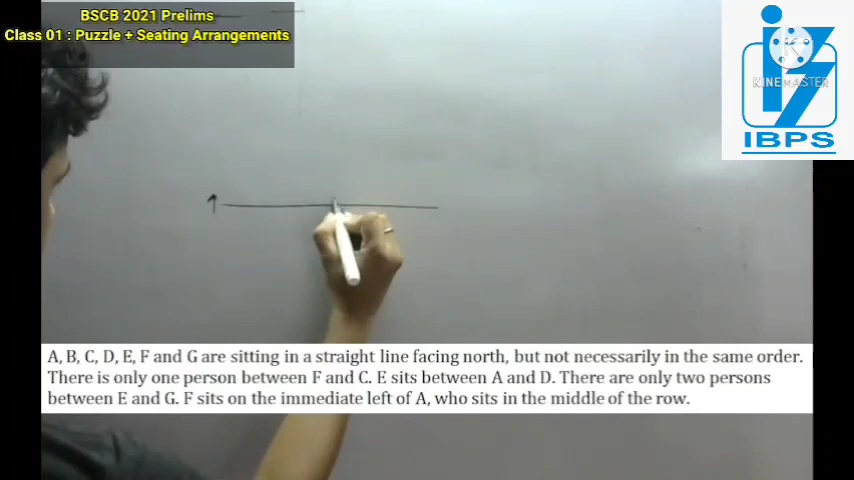 BSCB 2021 Prelims
Class 01 : Puzzle + Seating Arrangements
KINEMASTER
IBPS
A, B, C, D, E, F and G are sitting in a straight line facing north, but not necessarily in the same order.
There is only one person between F and C. E sits between A and D. There are only two persons
between E and G. F sits on the immediate left of A, who sits in the middle of the row.